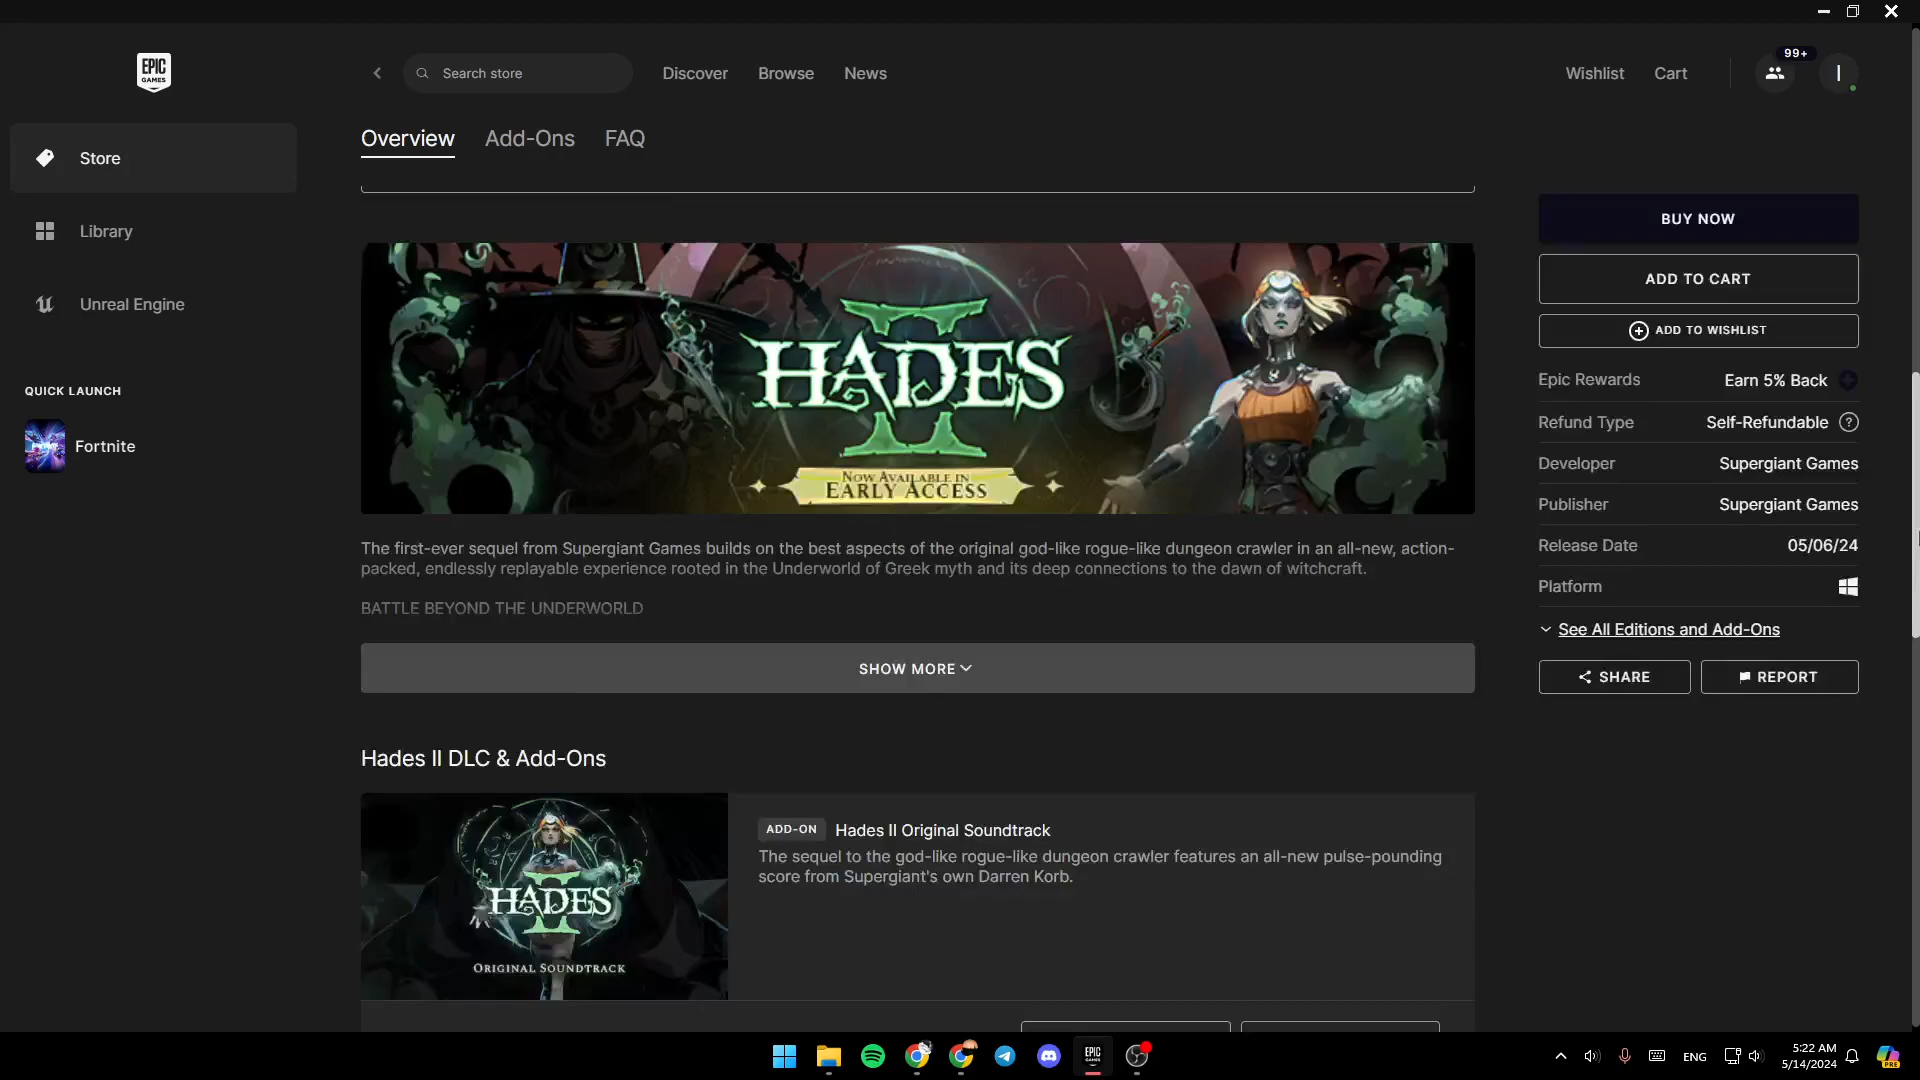 EPIC
GAMES
Search store
Discover
Browse
News
Wishlist
Cart
99+
I
Store
Library
Unreal Engine
QUICK LAUNCH
Fortnite
Overview
Add-Ons
FAQ
HADES
II
NOW AVAILABLE IN
EARLY ACCESS
The first-ever sequel from Supergiant Games builds on the best aspects of the original god-like rogue-like dungeon crawler in an all-new, action-
packed, endlessly replayable experience rooted in the Underworld of Greek myth and its deep connections to the dawn of witchcraft.
BATTLE BEYOND THE UNDERWORLD
SHOW MORE
Hades II DLC & Add-Ons
HADES
II
ORIGINAL SOUNDTRACK
ADD-ON Hades II Original Soundtrack
The sequel to the god-like rogue-like dungeon crawler features an all-new pulse-pounding
score from Supergiant's own Darren Korb.
BUY NOW
ADD TO CART
ADD TO WISHLIST
Epic Rewards Earn 5% Back
Refund Type Self-Refundable ?
Developer Supergiant Games
Publisher Supergiant Games
Release Date 05/06/24
Platform
See All Editions and Add-Ons
SHARE
REPORT
EPIC
GAMES
ENG
5:22 AM
5/14/2024
PRE